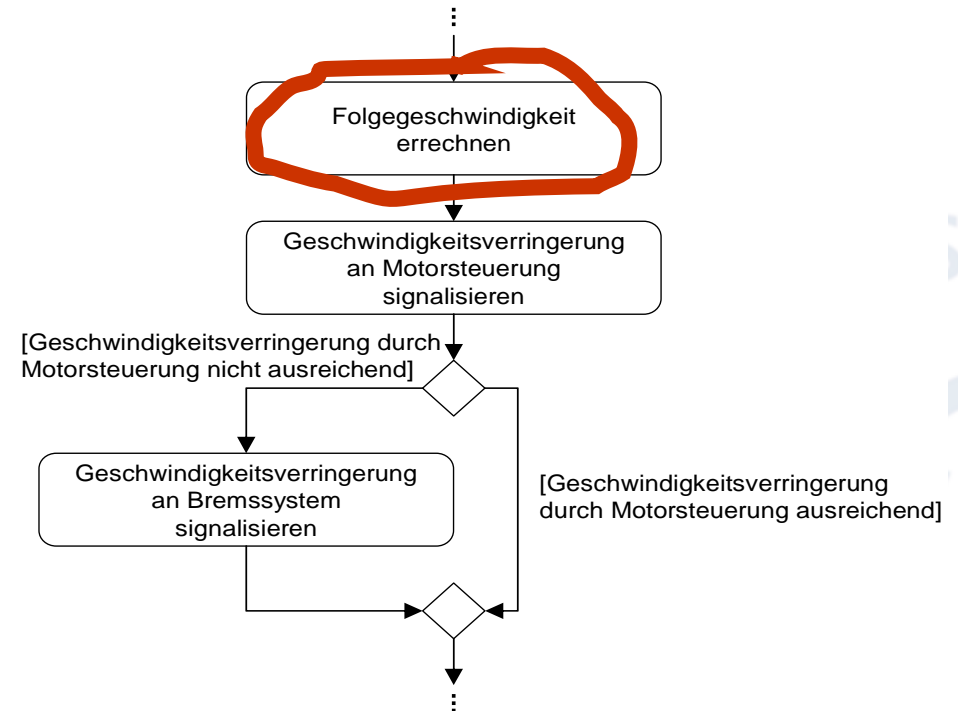 Folgegeschwindigkeit
errechnen
Geschwindigkeitsverringerung
an Motorsteuerung
signalisieren
[Geschwindigkeitsverringerung durch
Motorsteuerung nicht ausreichend]
Geschwindigkeitsverringerung
an Bremssystem
signalisieren
[Geschwindigkeitsverringerung
durch Motorsteuerung ausreichend]